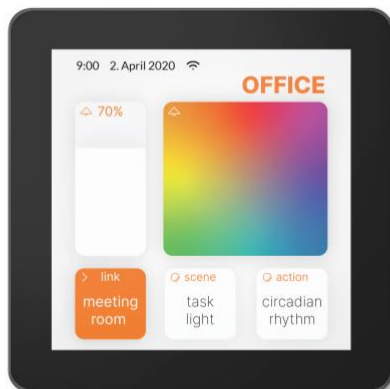 9:00 2. April 2020
OFFICE
70%
link
meeting
room
scene
task
light
action
circadian
rhythm